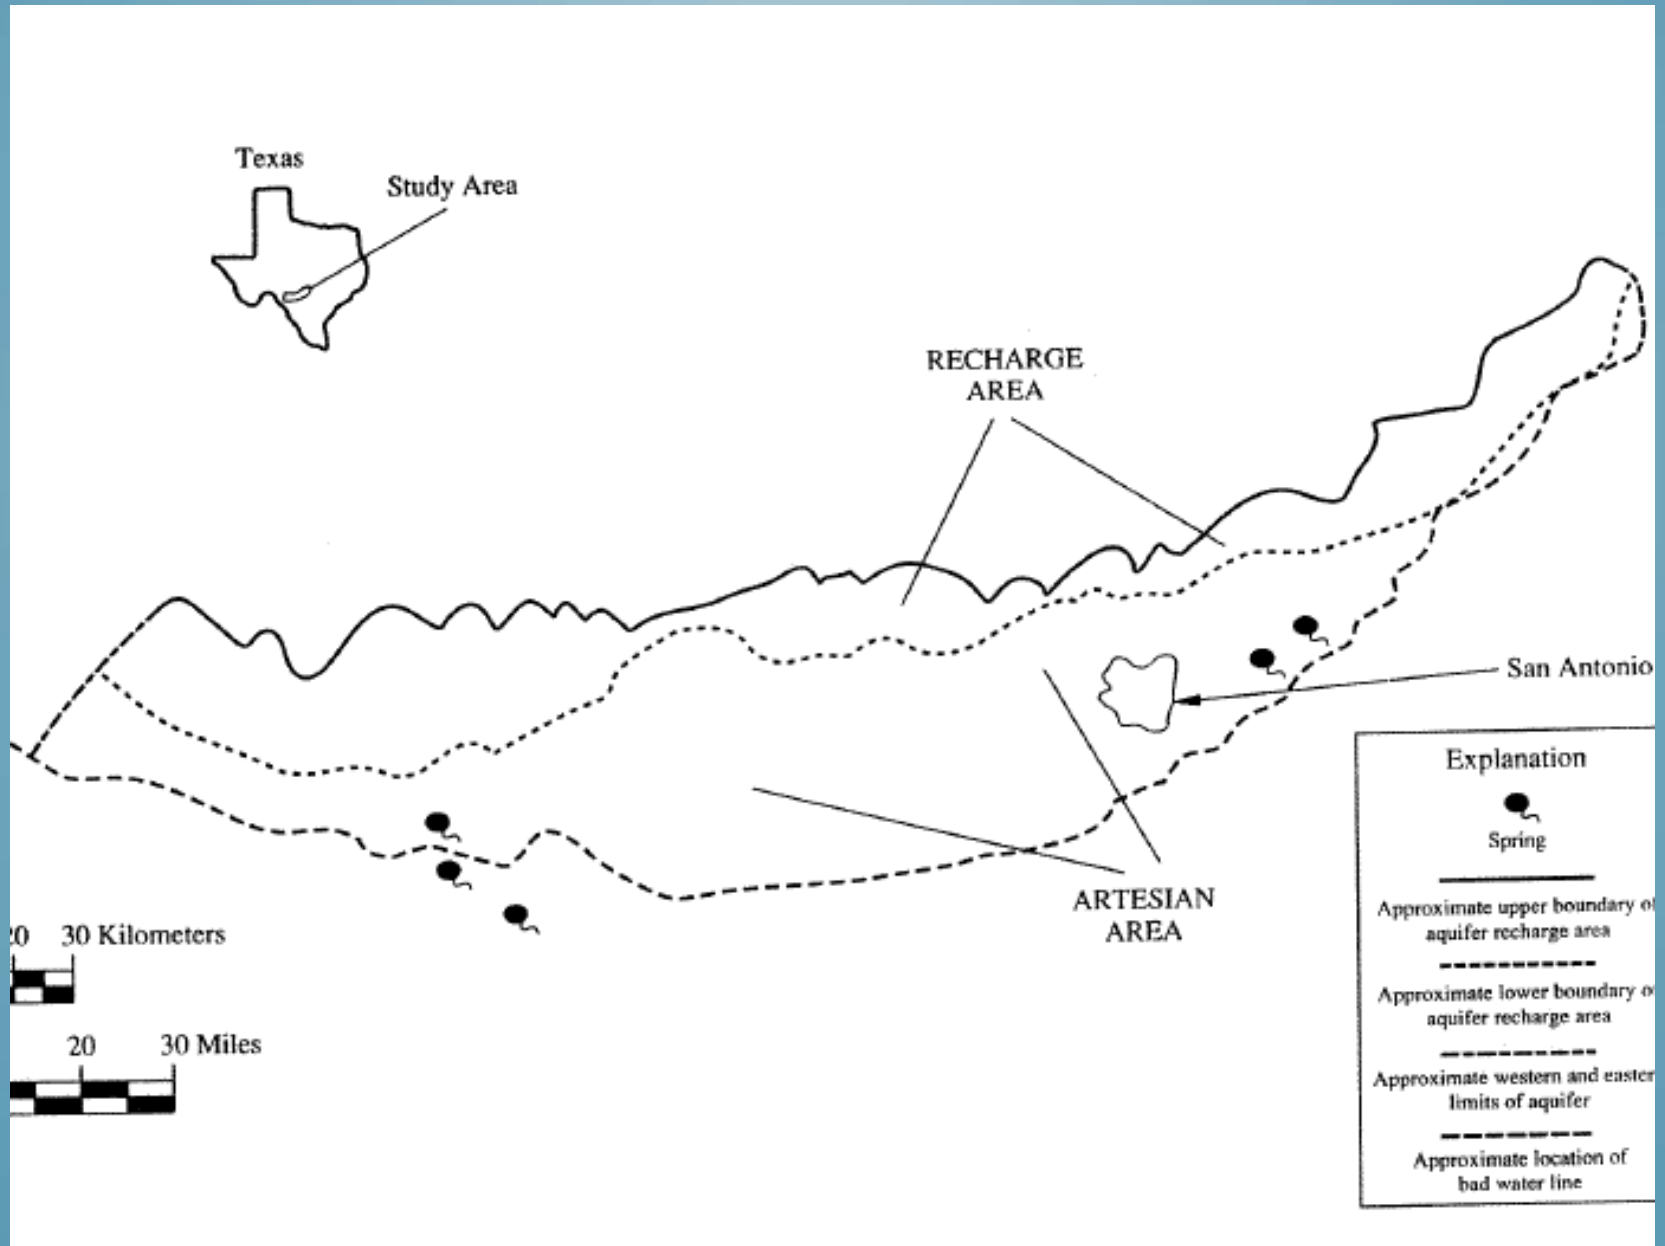 Texas
Study Area
RECHARGE
AREA
San Antonio
Explanation
Spring
Approximate upper boundary of
aquifer recharge area
Approximate lower boundary of
aquifer recharge area
Approximate western and easter
limits of aquifer
Approximate location of
bad water line
ARTESIAN
AREA
20 30 Kilometers
20 30 Miles